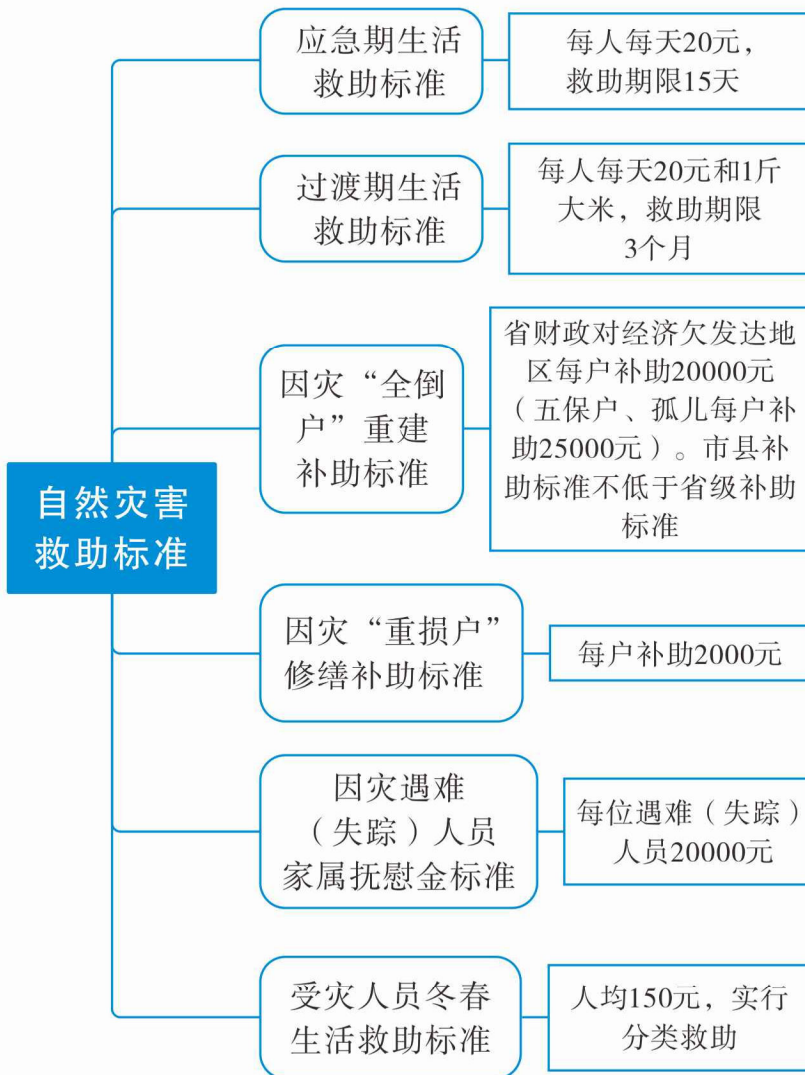 自然灾害
救助标准
应急期生活
救助标准
每人每天20元，
救助期限15天
过渡期生活
救助标准
每人每天20元和1斤
大米，救助期限
3个月
因灾“全倒
户”重建
补助标准
省财政对经济欠发达地
区每户补助20000元
（五保户、孤儿每户补
助25000元）。市县补
助标准不低于省级补助
标准
因灾“重损户”
修缮补助标准
每户补助2000元
因灾遇难
（失踪）人员
家属抚慰金标准
每位遇难（失踪）
人员20000元
受灾人员冬春
生活救助标准
人均150元，实行
分类救助